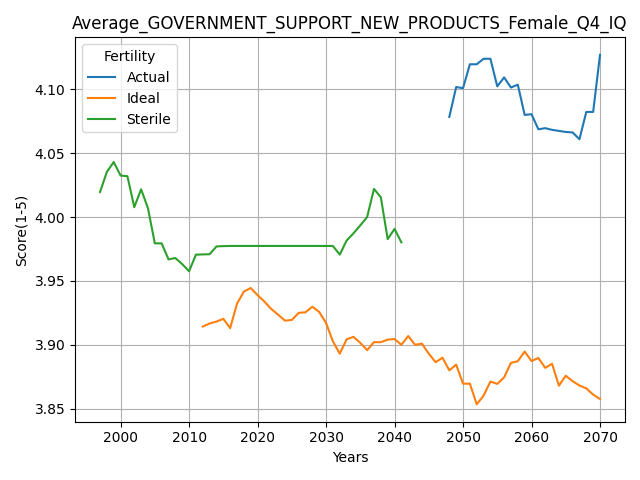 Average_GOVERNMENT_SUPPORT_NEW_PRODUCTS_Female_Q4_IQ
Fertility
Actual
Ideal
Sterile
Score(1-5)
4.10
4.05
4.00
3.95
3.90
3.85
2000 2010 2020 2030 2040 2050 2060 2070
Years